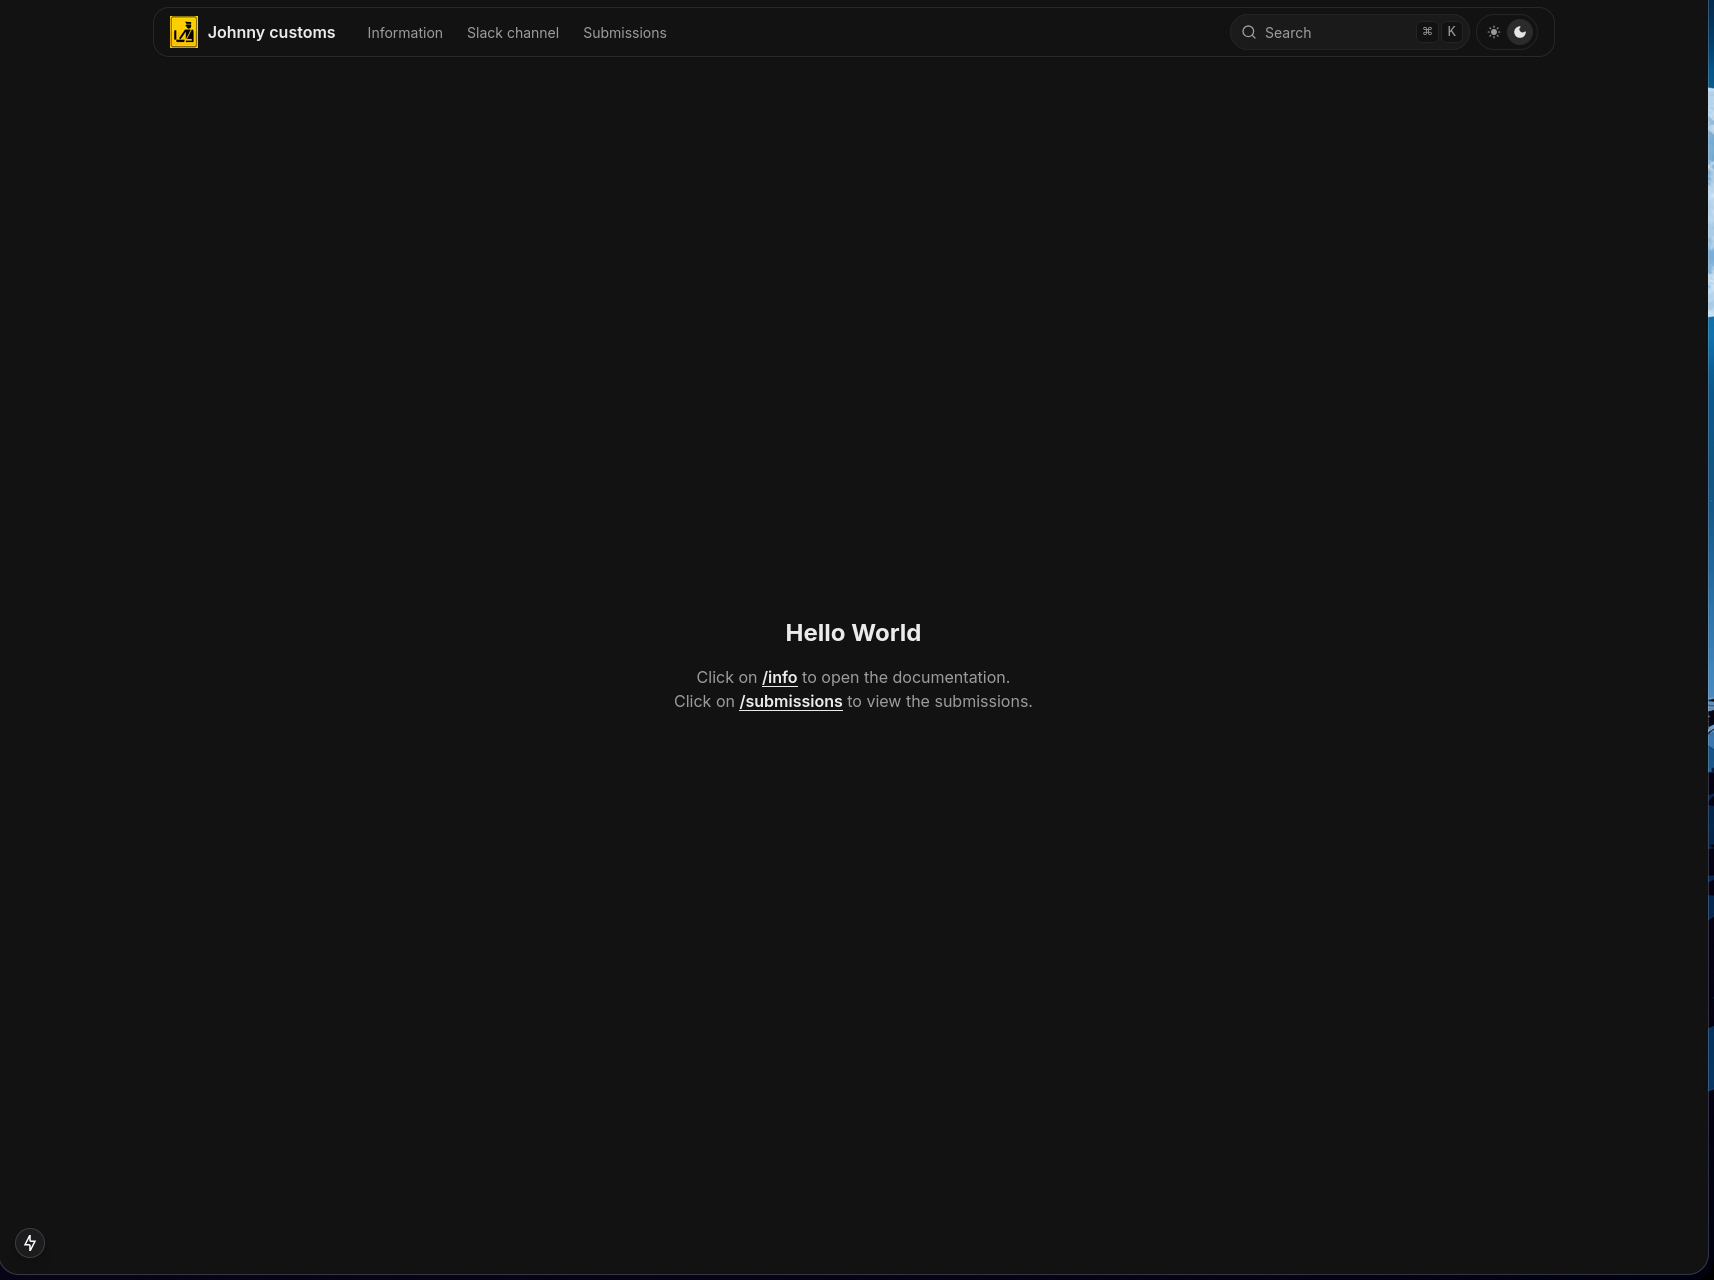 Johnny customs
Information
Slack channel
Submissions
Search
⌘ K
Hello World
Click on /info to open the documentation.
Click on /submissions to view the submissions.